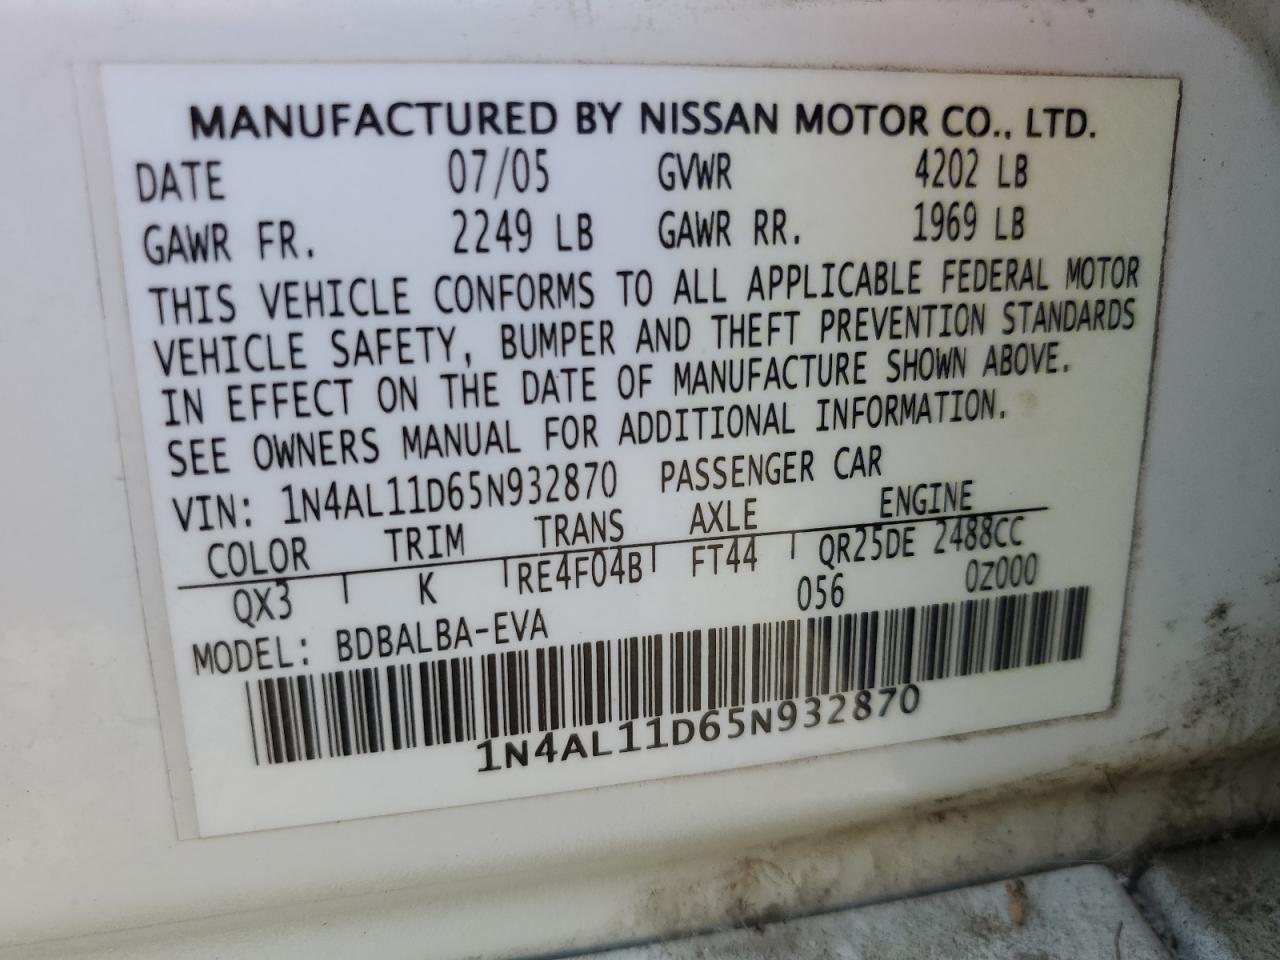 MANUFACTURED BY NISSAN MOTOR CO., LTD.
DATE 07/05 GVWR 4202 LB
GAWR FR. 2249 LB GAWR RR. 1969 LB
THIS VEHICLE CONFORMS TO ALL APPLICABLE FEDERAL MOTOR
VEHICLE SAFETY, BUMPER AND THEFT PREVENTION STANDARDS
IN EFFECT ON THE DATE OF MANUFACTURE SHOWN ABOVE.
SEE OWNERS MANUAL FOR ADDITIONAL INFORMATION.
VIN: 1N4AL11D65N932870 PASSENGER CAR
COLOR TRIM TRANS AXLE ENGINE
QX3 K RE4F04B FT44 QR25DE 2488CC
MODEL: BDBALBA-EVA 056 0Z000
1N4AL11D65N932870